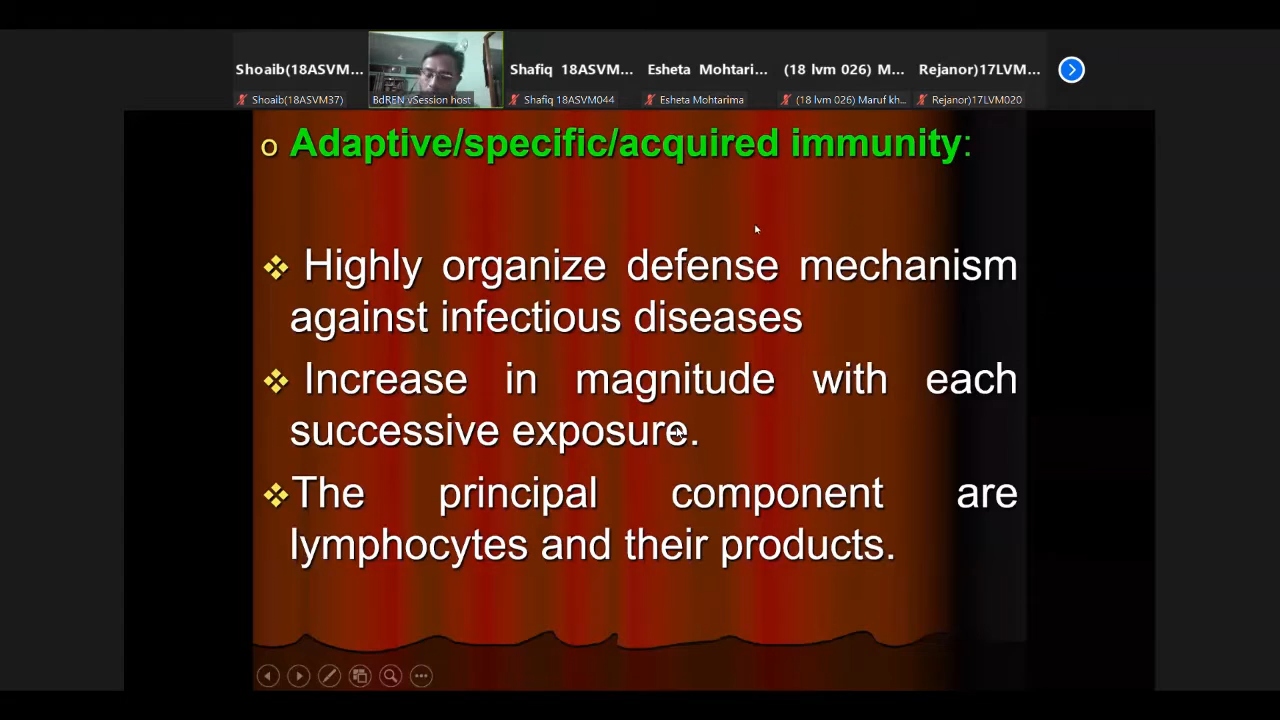 Shoaib(18ASVM... Shafiq 18ASVM... Esheta Mohtari... (18 lvm 026) M... Rejanor)17LVM...
Shoaib(18ASVM37) BdREN vSession host Shafiq 18ASVM044 Esheta Mohtarima (18 lvm 026) Maruf kh... Rejanor)17LVM020
o Adaptive/specific/acquired immunity:
❖ Highly organize defense mechanism
against infectious diseases
❖ Increase in magnitude with each
successive exposure.
❖The principal component are
lymphocytes and their products.